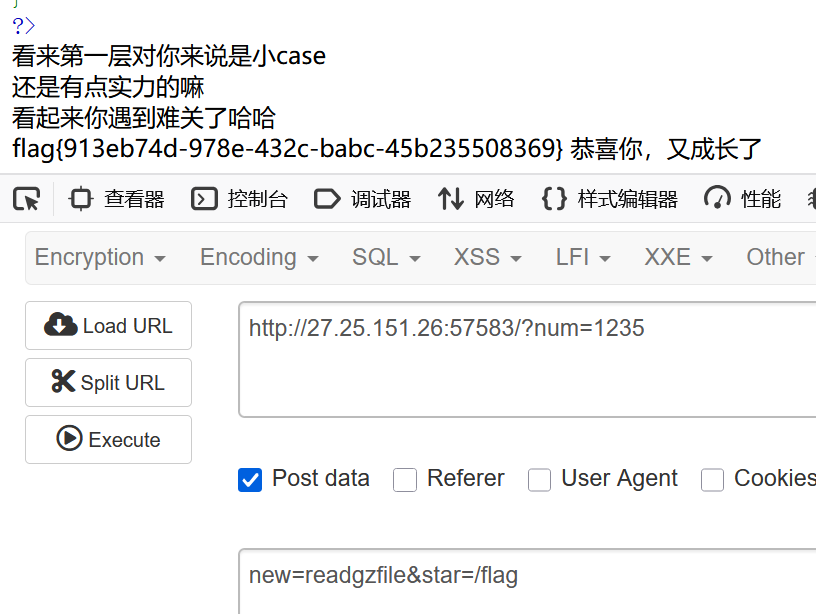 ?>
看来第一层对你来说是小case
还是有点实力的嘛
看起来你遇到难关了哈哈
flag{913eb74d-978e-432c-babc-45b235508369} 恭喜你，又成长了
查看器 控制台 调试器 网络 样式编辑器 性能
Encryption Encoding SQL XSS LFI XXE Other
Load URL
http://27.25.151.26:57583/?num=1235
Split URL
Execute
Post data Referer User Agent Cookies
new=readgzfile&star=/flag